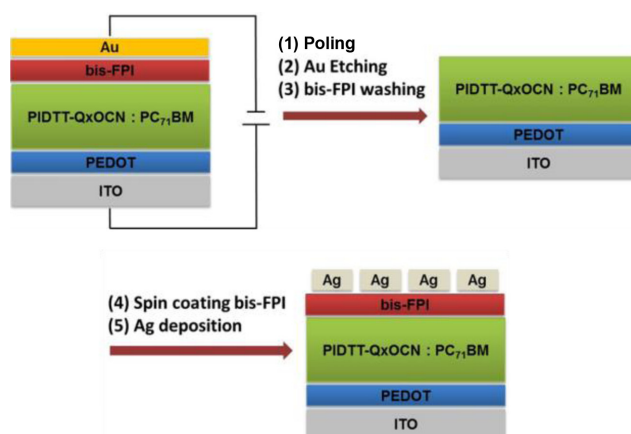 Au
bis-FPI
PIDTT-QxOCN : PC₇₁BM
PEDOT
ITO
(1) Poling
(2) Au Etching
(3) bis-FPI washing
PIDTT-QxOCN : PC₇₁BM
PEDOT
ITO
(4) Spin coating bis-FPI
(5) Ag deposition
Ag Ag Ag Ag
bis-FPI
PIDTT-QxOCN : PC₇₁BM
PEDOT
ITO